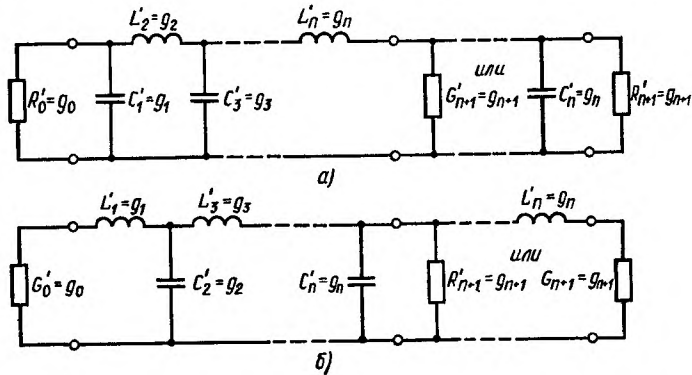 L'₂=g₂ L'ₙ=gₙ
или
R'₀=g₀ C'₁=g₁ C'₃=g₃ G'ₙ₊₁=gₙ₊₁ C'ₙ=gₙ R'ₙ₊₁=gₙ₊₁
а)
L'₁=g₁ L'₃=g₃ L'ₙ=gₙ
или
G'₀=g₀ C'₂=g₂ C'ₙ=gₙ R'ₙ₊₁=gₙ₊₁ Gₙ₊₁=gₙ₊₁
б)